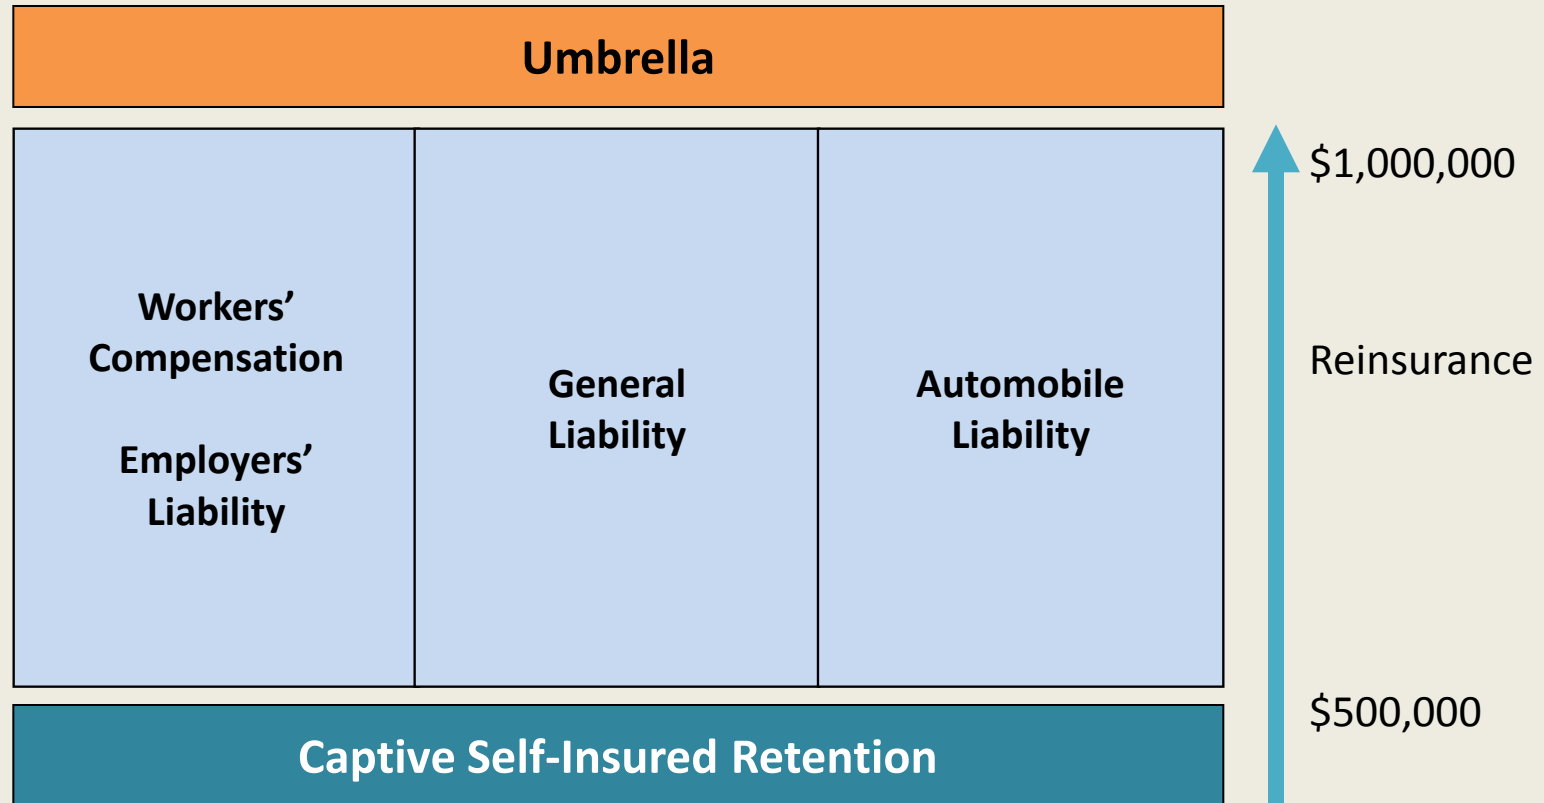 Umbrella
Workers’
Compensation
Employers’
Liability
General
Liability
Automobile
Liability
$1,000,000
Reinsurance
$500,000
Captive Self-Insured Retention